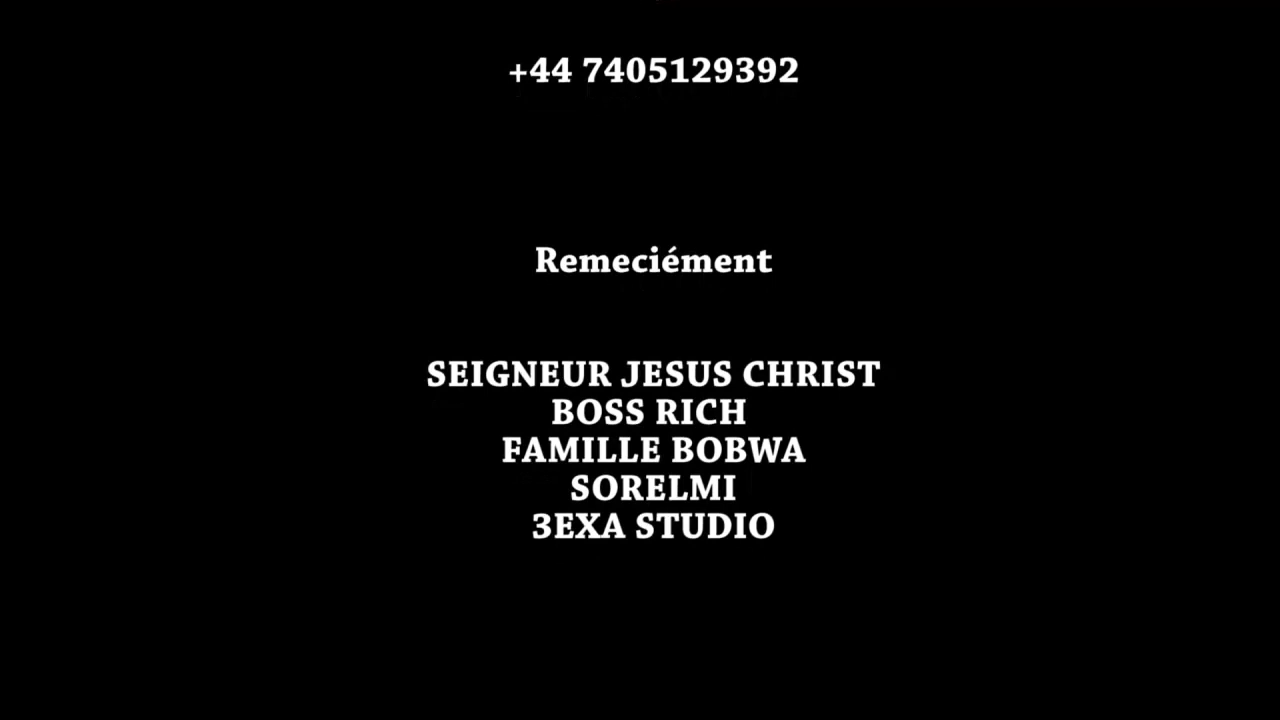 +44 7405129392
Remeciément
SEIGNEUR JESUS CHRIST
BOSS RICH
FAMILLE BOBWA
SORELMI
3EXA STUDIO